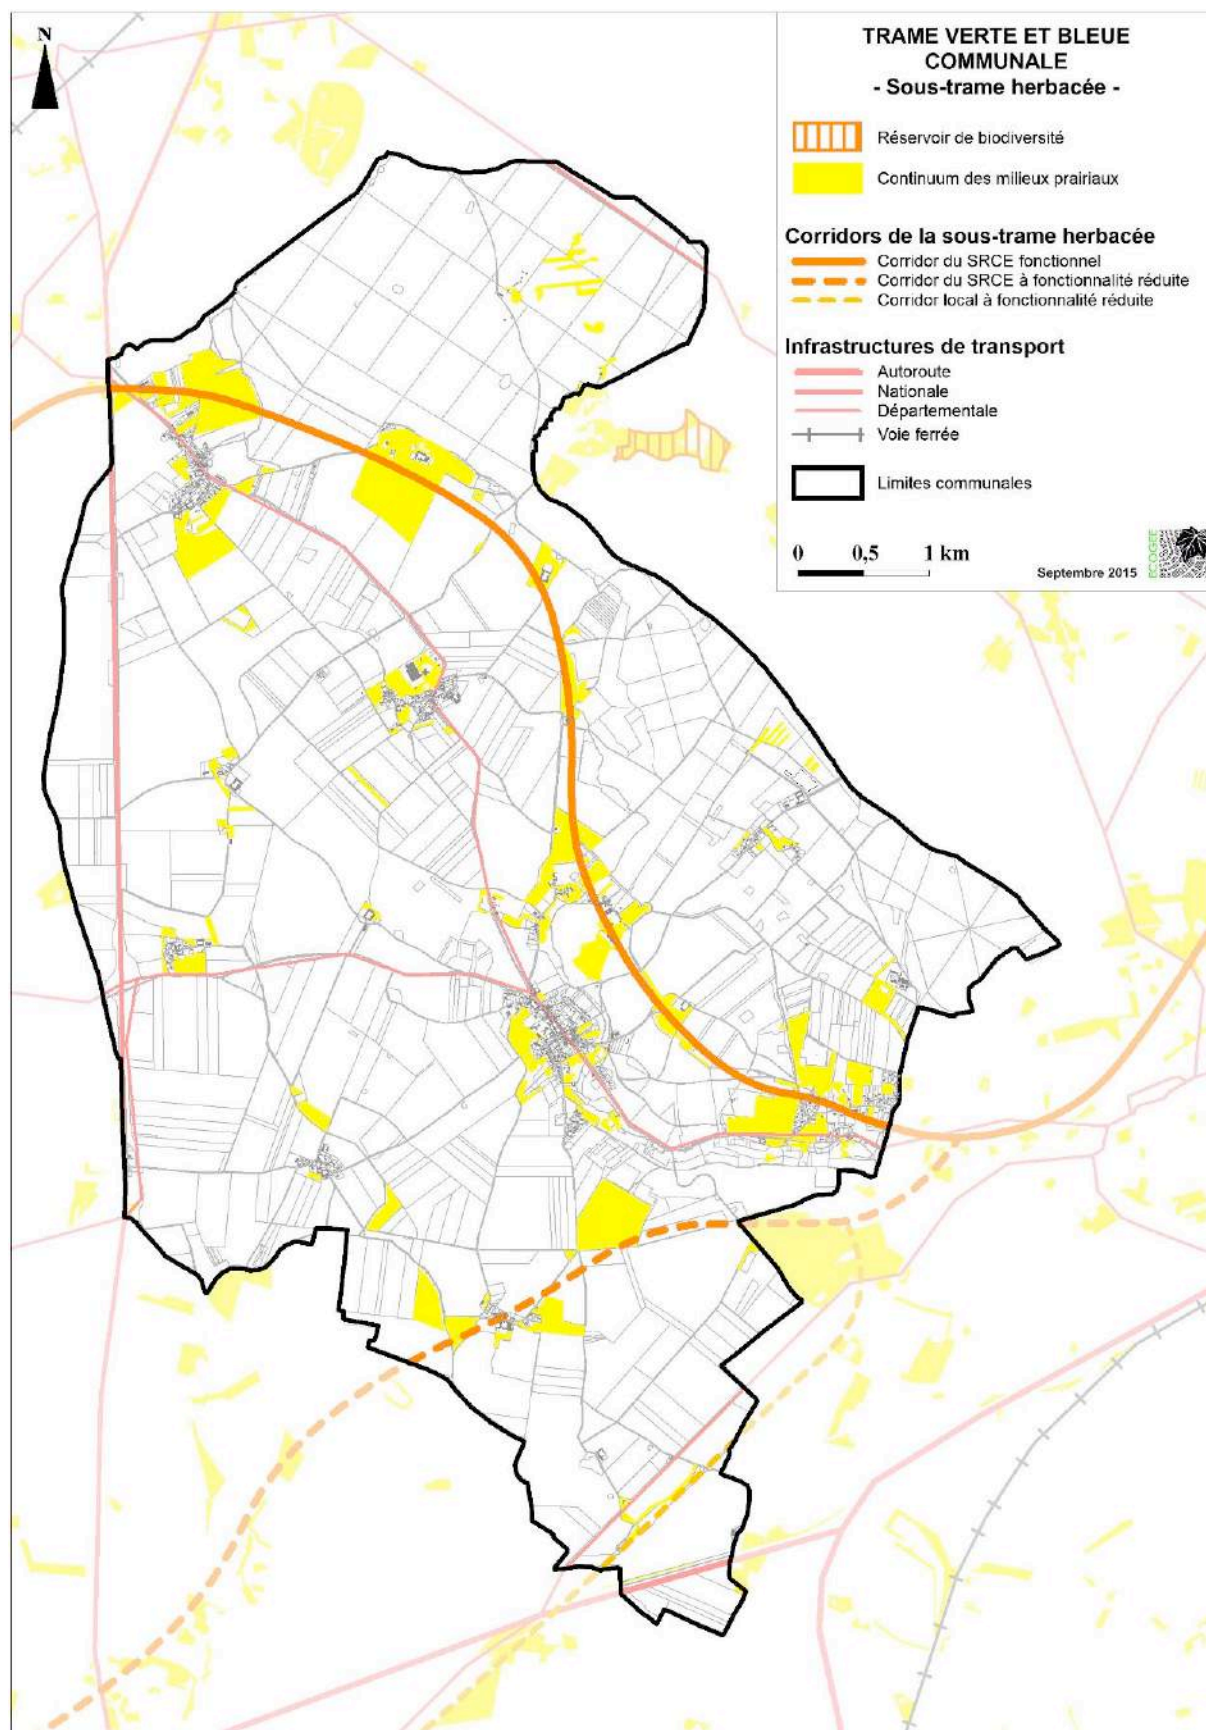 N
TRAME VERTE ET BLEUE
COMMUNALE
- Sous-trame herbacée -
Réservoir de biodiversité
Continuum des milieux prairiaux
Corridors de la sous-trame herbacée
Corridor du SRCE fonctionnel
Corridor du SRCE à fonctionnalité réduite
Corridor local à fonctionnalité réduite
Infrastructures de transport
Autoroute
Nationale
Départementale
Voie ferrée
Limites communales
0 0,5 1 km
Septembre 2015
ECOGEE